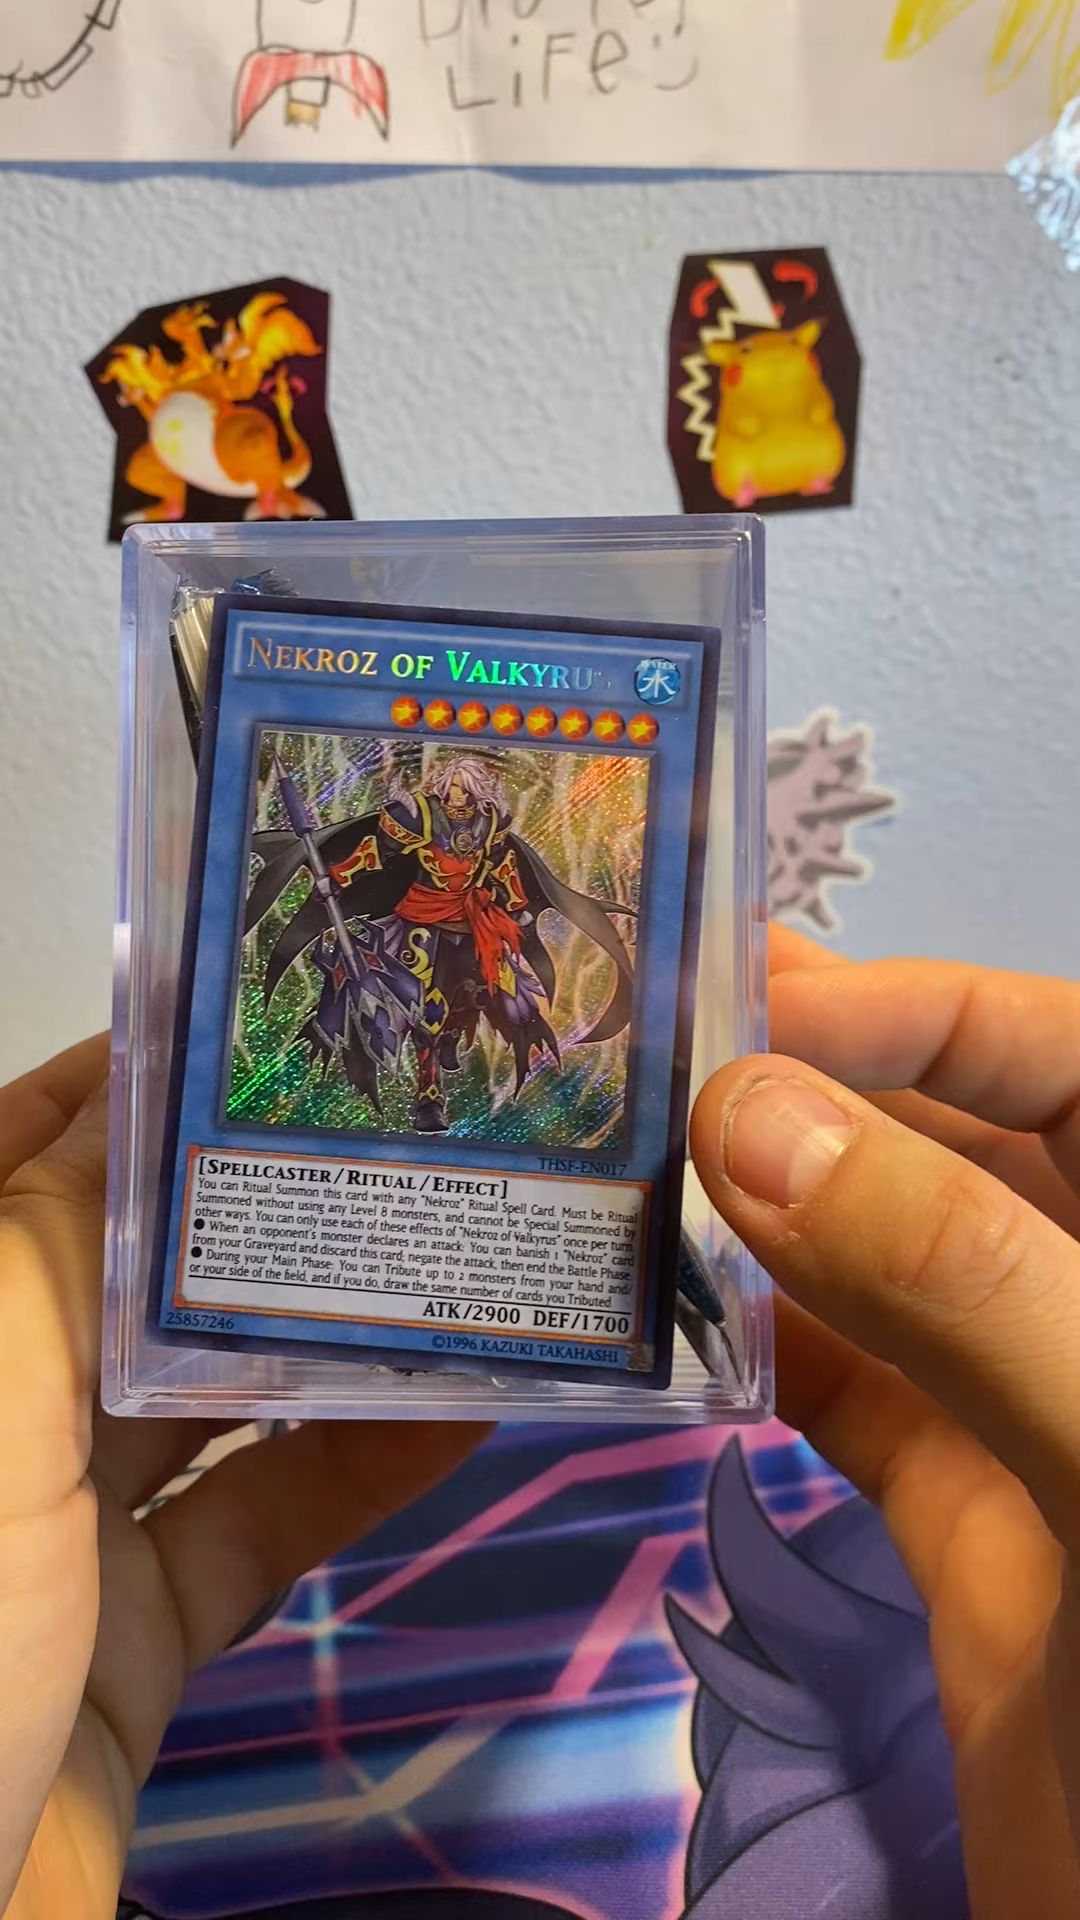 LiFe
NEKROZ OF VALKYRUS
WATER
水
THSF-EN017
[SPELLCASTER/RITUAL/EFFECT]
You can Ritual Summon this card with any "Nekroz" Ritual Spell Card. Must be Ritual
Summoned without using any Level 8 monsters, and cannot be Special Summoned by
other ways. You can only use each of these effects of "Nekroz of Valkyrus" once per turn.
● When an opponent's monster declares an attack: You can banish 1 "Nekroz" card
from your Graveyard and discard this card; negate the attack, then end the Battle Phase.
● During your Main Phase: You can Tribute up to 2 monsters from your hand and/
or your side of the field, and if you do, draw the same number of cards you Tributed.
ATK/2900 DEF/1700
25857246
©1996 KAZUKI TAKAHASHI